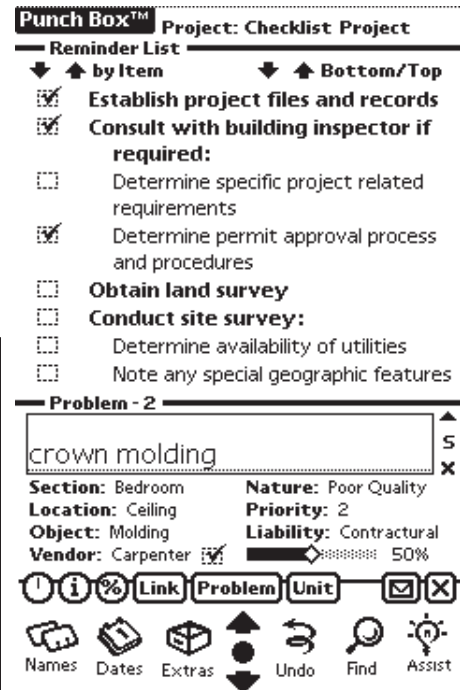 Punch Box™ Project: Checklist Project
Reminder List
by Item Bottom/Top
Establish project files and records
Consult with building inspector if
required:
Determine specific project related
requirements
Determine permit approval process
and procedures
Obtain land survey
Conduct site survey:
Determine availability of utilities
Note any special geographic features
Problem - 2
crown molding
S
X
Section: Bedroom Nature: Poor Quality
Location: Ceiling Priority: 2
Object: Molding Liability: Contractural
Vendor: Carpenter 50%
i % Link Problem Unit X
Names Dates Extras Undo Find Assist